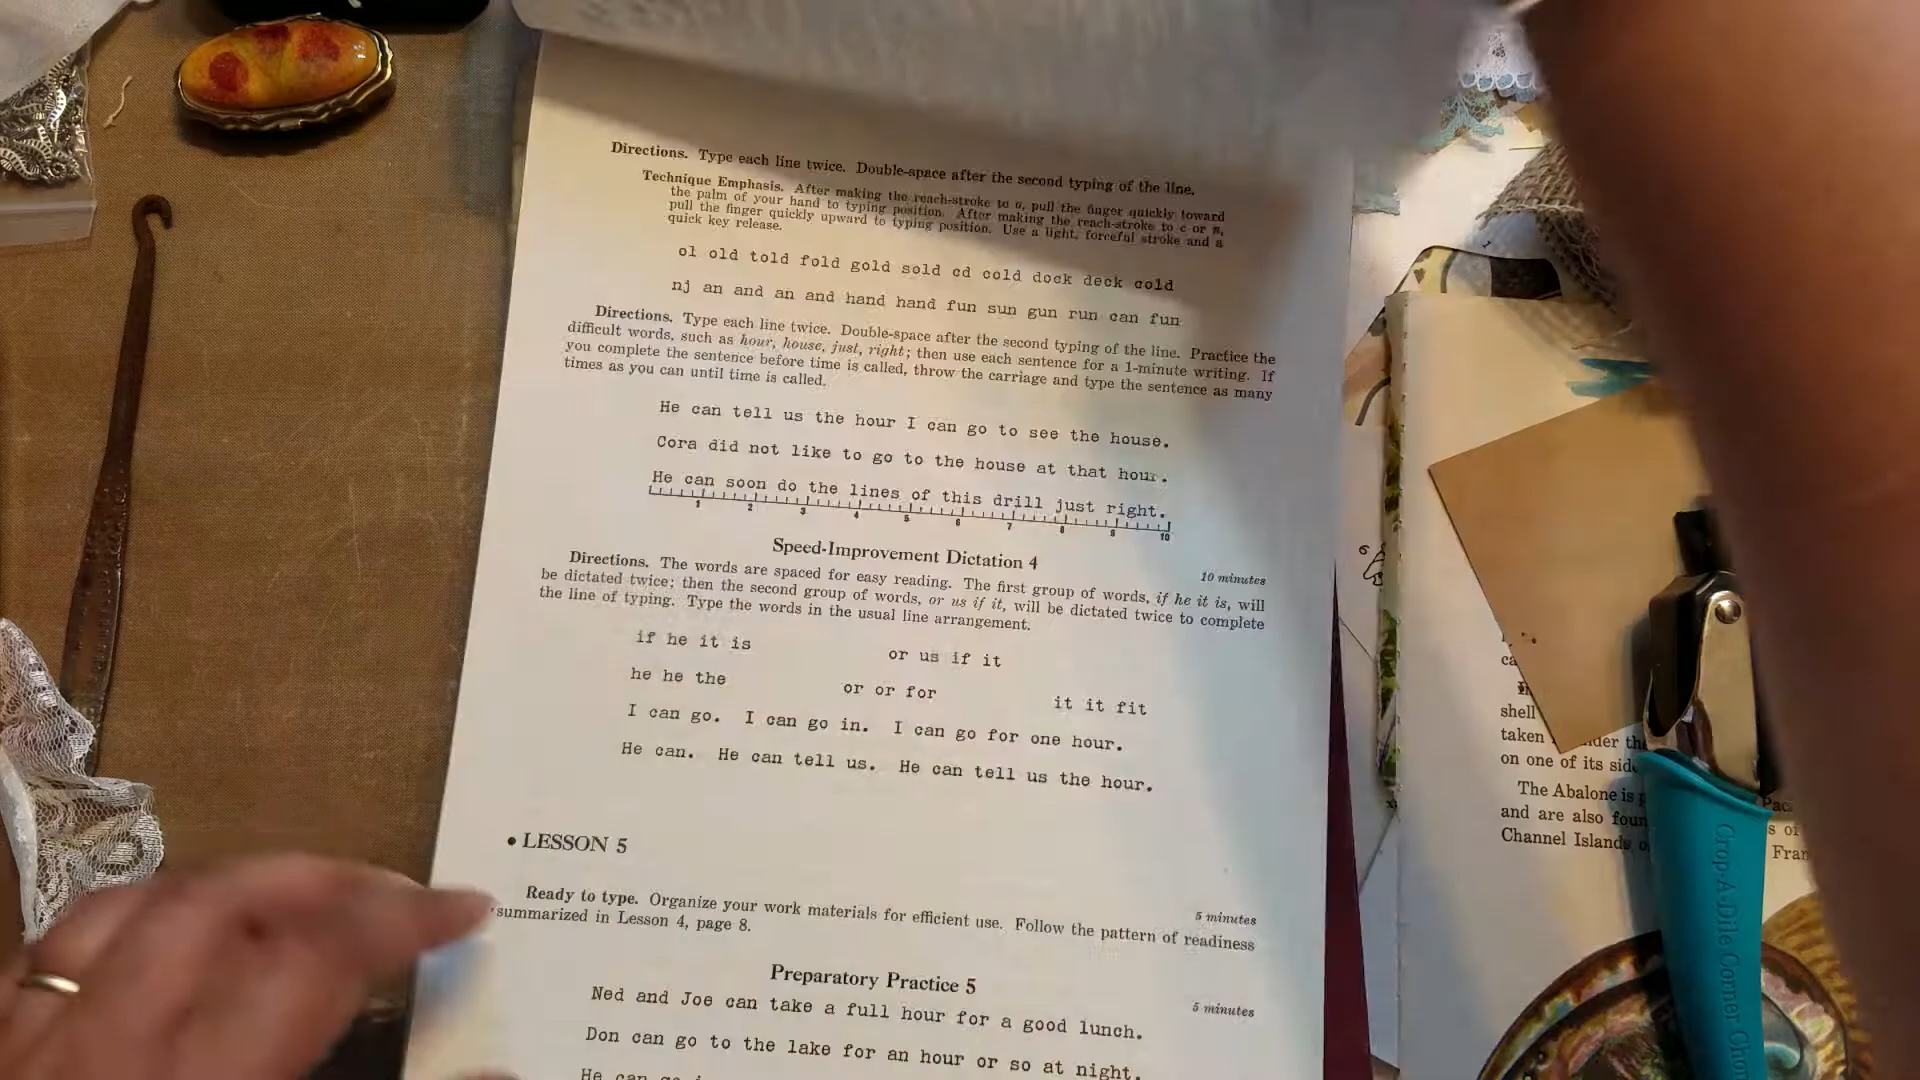 Directions. Type each line twice. Double-space after the second typing of the line.
Technique Emphasis. After making the reach-stroke to o, pull the finger quickly toward
the palm of your hand to typing position. After making the reach-stroke to c or n,
pull the finger quickly upward to typing position. Use a light, forceful stroke and a
quick key release.
ol old told fold gold sold cd cold dock deck cold
nj an and an and hand hand fun sun gun run can fun
Directions. Type each line twice. Double-space after the second typing of the line. Practice the
difficult words, such as hour, house, just, right; then use each sentence for a 1-minute writing. If
you complete the sentence before time is called, throw the carriage and type the sentence as many
times as you can until time is called.
He can tell us the hour I can go to see the house.
Cora did not like to go to the house at that hour.
He can soon do the lines of this drill just right.
1 2 3 4 5 6 7 8 9 10
Speed-Improvement Dictation 4
10 minutes
Directions. The words are spaced for easy reading. The first group of words, if he it is, will
be dictated twice; then the second group of words, or us if it, will be dictated twice to complete
the line of typing. Type the words in the usual line arrangement.
if he it is or us if it
he he the or or for it it fit
I can go. I can go in. I can go for one hour.
He can. He can tell us. He can tell us the hour.
• LESSON 5
5 minutes
Ready to type. Organize your work materials for efficient use. Follow the pattern of readiness
summarized in Lesson 4, page 8.
Preparatory Practice 5
5 minutes
Ned and Joe can take a full hour for a good lunch.
Don can go to the lake for an hour or so at night.
He can go
6
shell
taken the
on one of its
The Abalone is
and are also
Channel Islands
Crop-A-Dile Corner